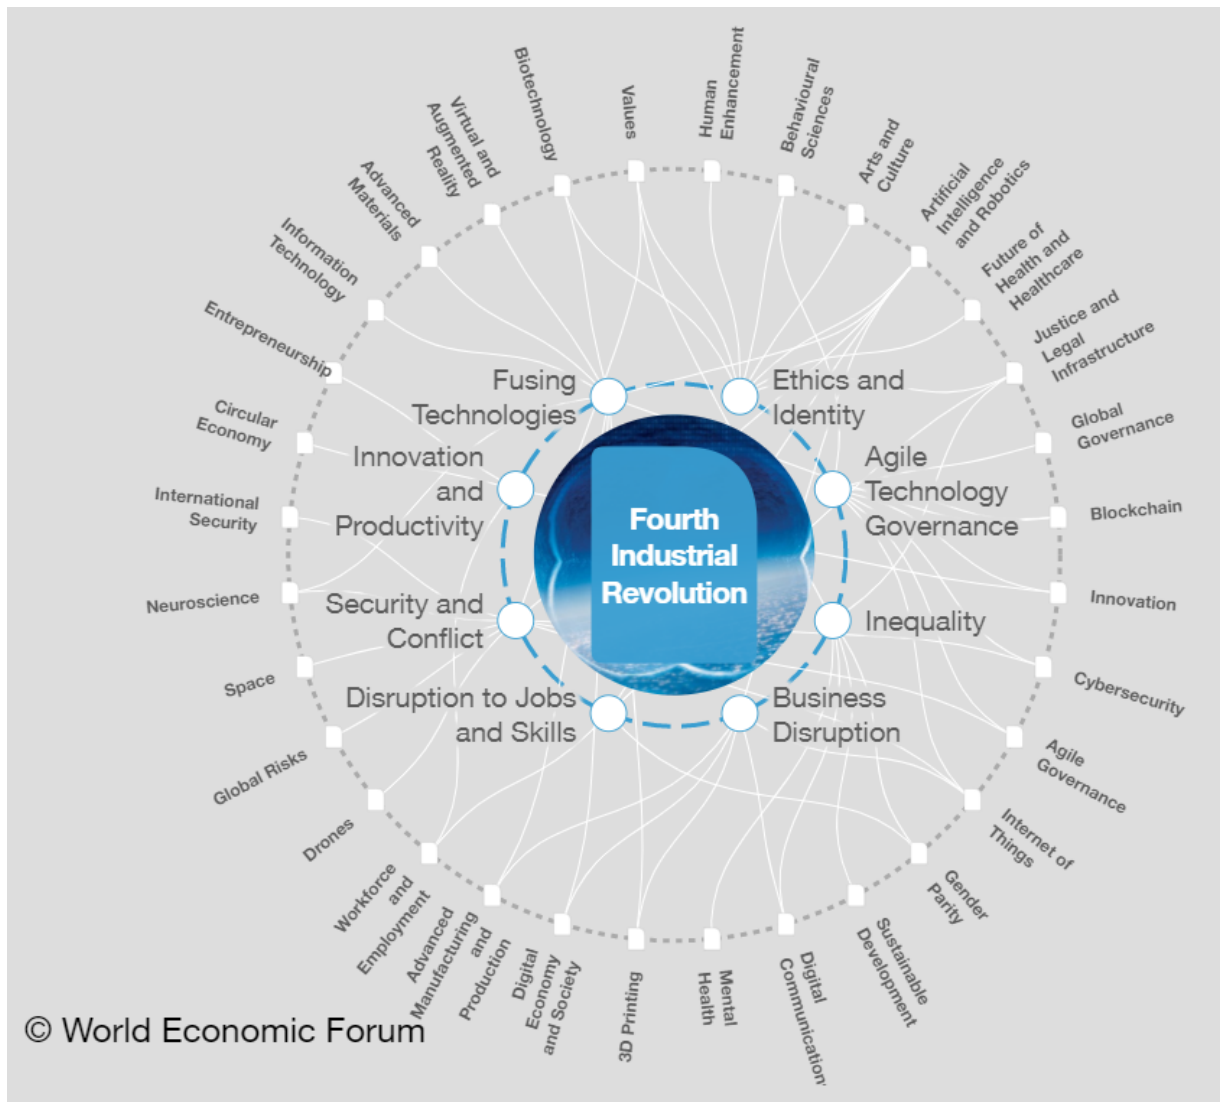 Biotechnology
Values
Human
Enhancement
Behavioural
Sciences
Arts and
Culture
Artificial
Intelligence
and Robotics
Future of
Health and
Healthcare
Justice and
Legal
Infrastructure
Global
Governance
Blockchain
Innovation
Cybersecurity
Agile
Governance
Internet of
Things
Gender
Parity
Sustainable
Development
Digital
Communications
Mental
Health
3D Printing
Digital
Economy
and Society
Advanced
Manufacturing
and
Production
Workforce
and
Employment
Drones
Global Risks
Space
Neuroscience
International
Security
Circular
Economy
Entrepreneurship
Information
Technology
Advanced
Materials
Virtual and
Augmented
Reality
Fusing
Technologies
Ethics and
Identity
Innovation
and
Productivity
Agile
Technology
Governance
Security and
Conflict
Inequality
Disruption to Jobs
and Skills
Business
Disruption
Fourth
Industrial
Revolution
© World Economic Forum